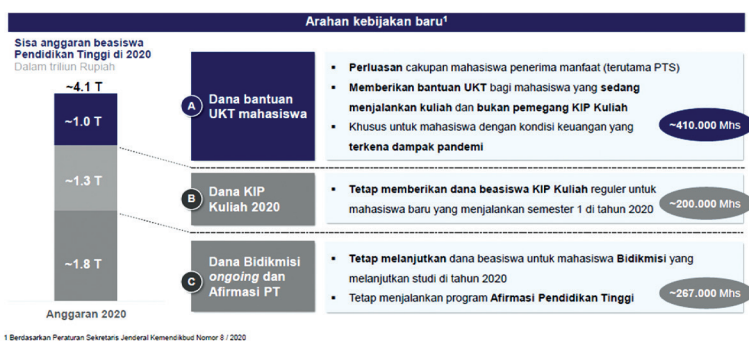 Arahan kebijakan baru¹
Sisa anggaran beasiswa
Pendidikan Tinggi di 2020
Dalam triliun Rupiah
~4.1 T
~1.0 T
~1.3 T
~1.8 T
Anggaran 2020
A
Dana bantuan
UKT mahasiswa
▪ Perluasan cakupan mahasiswa penerima manfaat (terutama PTS)
▪ Memberikan bantuan UKT bagi mahasiswa yang sedang
menjalankan kuliah dan bukan pemegang KIP Kuliah
▪ Khusus untuk mahasiswa dengan kondisi keuangan yang
terkena dampak pandemi
~410.000 Mhs
B
Dana KIP
Kuliah 2020
▪ Tetap memberikan dana beasiswa KIP Kuliah reguler untuk
mahasiswa baru yang menjalankan semester 1 di tahun 2020
~200.000 Mhs
C
Dana Bidikmisi
ongoing dan
Afirmasi PT
▪ Tetap melanjutkan dana beasiswa untuk mahasiswa Bidikmisi yang
melanjutkan studi di tahun 2020
▪ Tetap menjalankan program Afirmasi Pendidikan Tinggi
~267.000 Mhs
1 Berdasarkan Peraturan Sekretaris Jenderal Kemendikbud Nomor 8 / 2020